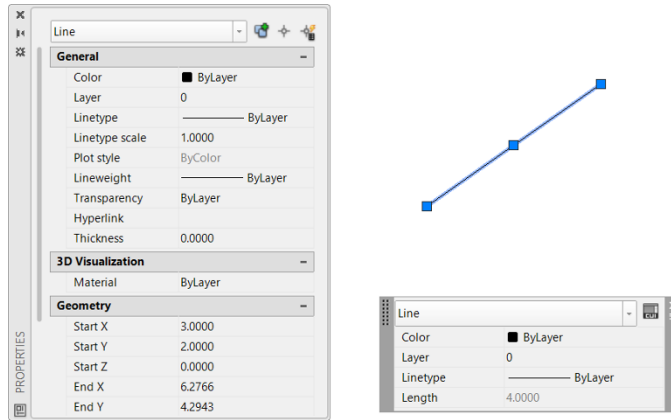 Line
General
Color ByLayer
Layer 0
Linetype ByLayer
Linetype scale 1.0000
Plot style ByColor
Lineweight ByLayer
Transparency ByLayer
Hyperlink
Thickness 0.0000
3D Visualization
Material ByLayer
Geometry
Start X 3.0000
Start Y 2.0000
Start Z 0.0000
End X 6.2766
End Y 4.2943
PROPERTIES
Line
CUI
Color ByLayer
Layer 0
Linetype ByLayer
Length 4.0000